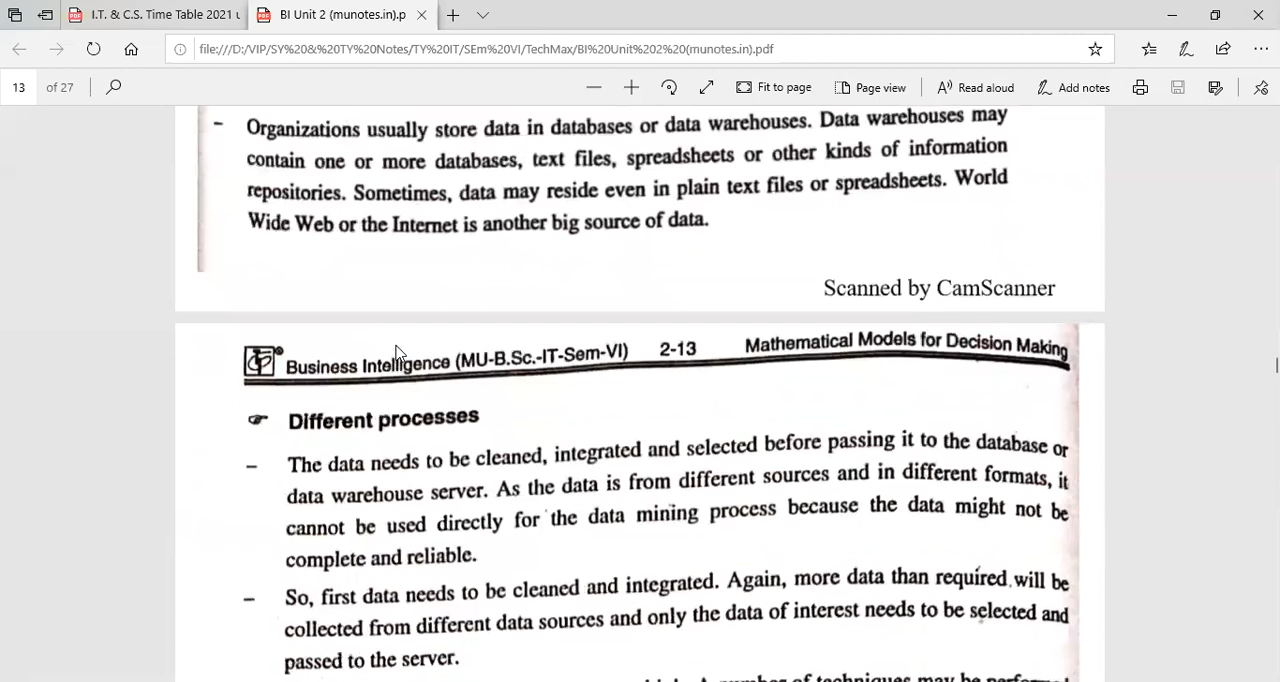 I.T. & C.S. Time Table 2021 u
BI Unit 2 (munotes.in).p
file:///D:/VIP/SY%20&%20TY%20Notes/TY%20IT/SEm%20VI/TechMax/BI%20Unit%202%20(munotes.in).pdf
13 of 27
Fit to page
Page view
Read aloud
Add notes
- Organizations usually store data in databases or data warehouses. Data warehouses may
contain one or more databases, text files, spreadsheets or other kinds of information
repositories. Sometimes, data may reside even in plain text files or spreadsheets. World
Wide Web or the Internet is another big source of data.
Scanned by CamScanner
Business Intelligence (MU-B.Sc.-IT-Sem-VI) 2-13 Mathematical Models for Decision Making
☞ Different processes
– The data needs to be cleaned, integrated and selected before passing it to the database or
data warehouse server. As the data is from different sources and in different formats, it
cannot be used directly for the data mining process because the data might not be
complete and reliable.
– So, first data needs to be cleaned and integrated. Again, more data than required will be
collected from different data sources and only the data of interest needs to be selected and
passed to the server.
A number of techniques may be performed